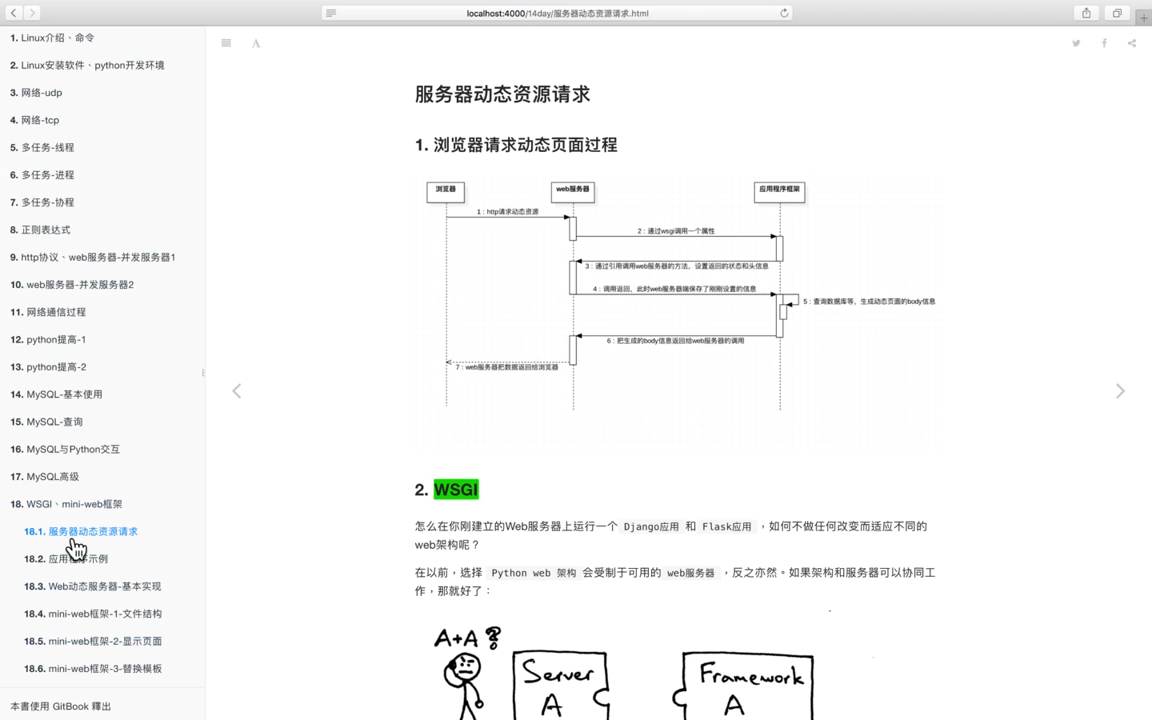 localhost:4000/14day/服务器动态资源请求.html
1. Linux介绍、命令
2. Linux安装软件、python开发环境
3. 网络-udp
4. 网络-tcp
5. 多任务-线程
6. 多任务-进程
7. 多任务-协程
8. 正则表达式
9. http协议、web服务器-并发服务器1
10. web服务器-并发服务器2
11. 网络通信过程
12. python提高-1
13. python提高-2
14. MySQL-基本使用
15. MySQL-查询
16. MySQL与Python交互
17. MySQL高级
18. WSGI、mini-web框架
18.1. 服务器动态资源请求
18.2. 应用程序示例
18.3. Web动态服务器-基本实现
18.4. mini-web框架-1-文件结构
18.5. mini-web框架-2-显示页面
18.6. mini-web框架-3-替换模板
本書使用 GitBook 釋出
A
服务器动态资源请求
1. 浏览器请求动态页面过程
浏览器
web服务器
应用程序框架
1：http请求动态资源
2：通过wsgi调用一个属性
3：通过引用调用web服务器的方法，设置返回的状态和头信息
4：调用返回，此时web服务器端保存了刚刚设置的信息
5：查询数据库等，生成动态页面的body信息
6：把生成的body信息返回给web服务器的调用
7：web服务器把数据返回给浏览器
2. WSGI
怎么在你刚建立的Web服务器上运行一个 Django应用 和 Flask应用 ，如何不做任何改变而适应不同的
web架构呢？
在以前，选择 Python web 架构 会受制于可用的 web服务器 ，反之亦然。如果架构和服务器可以协同工
作，那就好了：
A+A ?
Server
A
Framework
A